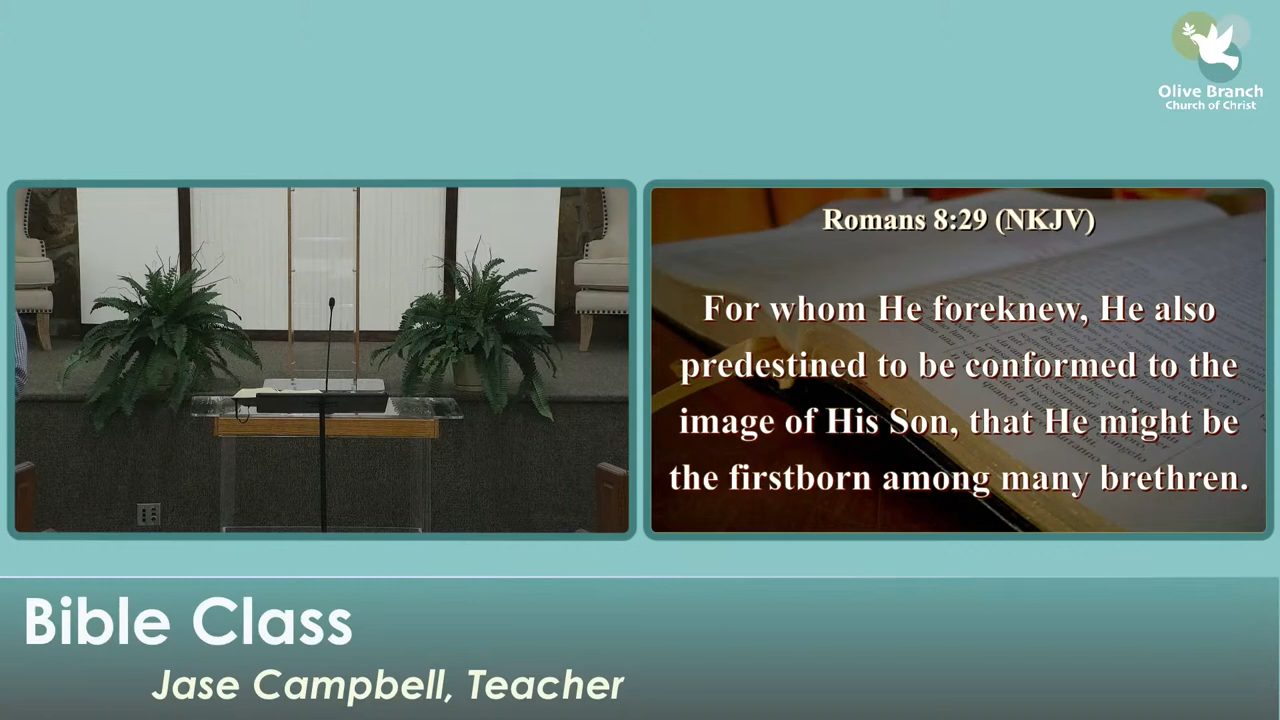 Olive Branch
Church of Christ
Romans 8:29 (NKJV)
For whom He foreknew, He also
predestined to be conformed to the
image of His Son, that He might be
the firstborn among many brethren.
Bible Class
Jase Campbell, Teacher